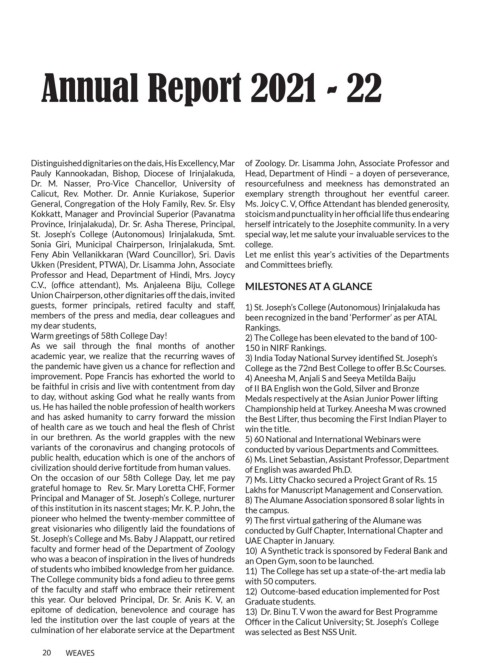 Annual Report 2021 - 22
Distinguished dignitaries on the dais, His Excellency, Mar
Pauly Kannookadan, Bishop, Diocese of Irinjalakuda,
Dr. M. Nasser, Pro-Vice Chancellor, University of
Calicut, Rev. Mother. Dr. Annie Kuriakose, Superior
General, Congregation of the Holy Family, Rev. Sr. Elsy
Kokkatt, Manager and Provincial Superior (Pavanatma
Province, Irinjalakuda), Dr. Sr. Asha Therese, Principal,
St. Joseph's College (Autonomous) Irinjalakuda, Smt.
Sonia Giri, Municipal Chairperson, Irinjalakuda, Smt.
Feny Abin Vellanikkaran (Ward Councillor), Sri. Davis
Ukken (President, PTWA), Dr. Lisamma John, Associate
Professor and Head, Department of Hindi, Mrs. Joycy
C.V., (office attendant), Ms. Anjaleena Biju, College
Union Chairperson, other dignitaries off the dais, invited
guests, former principals, retired faculty and staff,
members of the press and media, dear colleagues and
my dear students,
Warm greetings of 58th College Day!
As we sail through the final months of another
academic year, we realize that the recurring waves of
the pandemic have given us a chance for reflection and
improvement. Pope Francis has exhorted the world to
be faithful in crisis and live with contentment from day
to day, without asking God what he really wants from
us. He has hailed the noble profession of health workers
and has asked humanity to carry forward the mission
of health care as we touch and heal the flesh of Christ
in our brethren. As the world grapples with the new
variants of the coronavirus and changing protocols of
public health, education which is one of the anchors of
civilization should derive fortitude from human values.
On the occasion of our 58th College Day, let me pay
grateful homage to Rev. Sr. Mary Loretta CHF, Former
Principal and Manager of St. Joseph's College, nurturer
of this institution in its nascent stages; Mr. K. P. John, the
pioneer who helmed the twenty-member committee of
great visionaries who diligently laid the foundations of
St. Joseph's College and Ms. Baby J Alappatt, our retired
faculty and former head of the Department of Zoology
who was a beacon of inspiration in the lives of hundreds
of students who imbibed knowledge from her guidance.
The College community bids a fond adieu to three gems
of the faculty and staff who embrace their retirement
this year. Our beloved Principal, Dr. Sr. Anis K. V, an
epitome of dedication, benevolence and courage has
led the institution over the last couple of years at the
culmination of her elaborate service at the Department
of Zoology. Dr. Lisamma John, Associate Professor and
Head, Department of Hindi – a doyen of perseverance,
resourcefulness and meekness has demonstrated an
exemplary strength throughout her eventful career.
Ms. Joicy C. V, Office Attendant has blended generosity,
stoicism and punctuality in her official life thus endearing
herself intricately to the Josephite community. In a very
special way, let me salute your invaluable services to the
college.
Let me enlist this year's activities of the Departments
and Committees briefly.
MILESTONES AT A GLANCE
1) St. Joseph's College (Autonomous) Irinjalakuda has
been recognized in the band 'Performer' as per ATAL
Rankings.
2) The College has been elevated to the band of 100-
150 in NIRF Rankings.
3) India Today National Survey identified St. Joseph's
College as the 72nd Best College to offer B.Sc Courses.
4) Aneesha M, Anjali S and Seeya Metilda Baiju
of II BA English won the Gold, Silver and Bronze
Medals respectively at the Asian Junior Power lifting
Championship held at Turkey. Aneesha M was crowned
the Best Lifter, thus becoming the First Indian Player to
win the title.
5) 60 National and International Webinars were
conducted by various Departments and Committees.
6) Ms. Linet Sebastian, Assistant Professor, Department
of English was awarded Ph.D.
7) Ms. Litty Chacko secured a Project Grant of Rs. 15
Lakhs for Manuscript Management and Conservation.
8) The Alumane Association sponsored 8 solar lights in
the campus.
9) The first virtual gathering of the Alumane was
conducted by Gulf Chapter, International Chapter and
UAE Chapter in January.
10) A Synthetic track is sponsored by Federal Bank and
an Open Gym, soon to be launched.
11) The College has set up a state-of-the-art media lab
with 50 computers.
12) Outcome-based education implemented for Post
Graduate students.
13) Dr. Binu T. V won the award for Best Programme
Officer in the Calicut University; St. Joseph's College
was selected as Best NSS Unit.
20 WEAVES